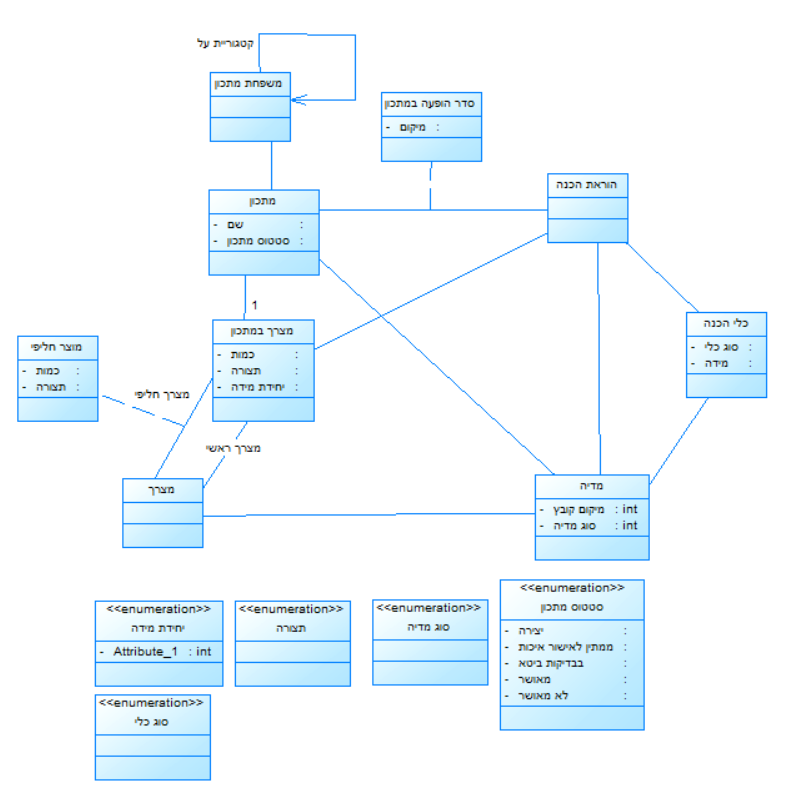 קטגוריית על
משפחת מתכון
סדר הופעה במתכון
- מיקום :
הוראת הכנה
מתכון
- שם :
- סטטוס מתכון :
1
מצרך במתכון
- כמות :
- תצורה :
- יחידת מידה :
כלי הכנה
- סוג כלי :
- מידה :
מוצר חליפי
- כמות :
- תצורה :
מצרך חליפי
מצרך ראשי
מצרך
מדיה
- מיקום קובץ : int
- סוג מדיה : int
<<enumeration>>
יחידת מידה
- Attribute_1 : int
<<enumeration>>
תצורה
<<enumeration>>
סוג מדיה
<<enumeration>>
סטטוס מתכון
- יצירה :
- ממתין לאישור איכות :
- בבדיקות ביטא :
- מאושר :
- לא מאושר :
<<enumeration>>
סוג כלי